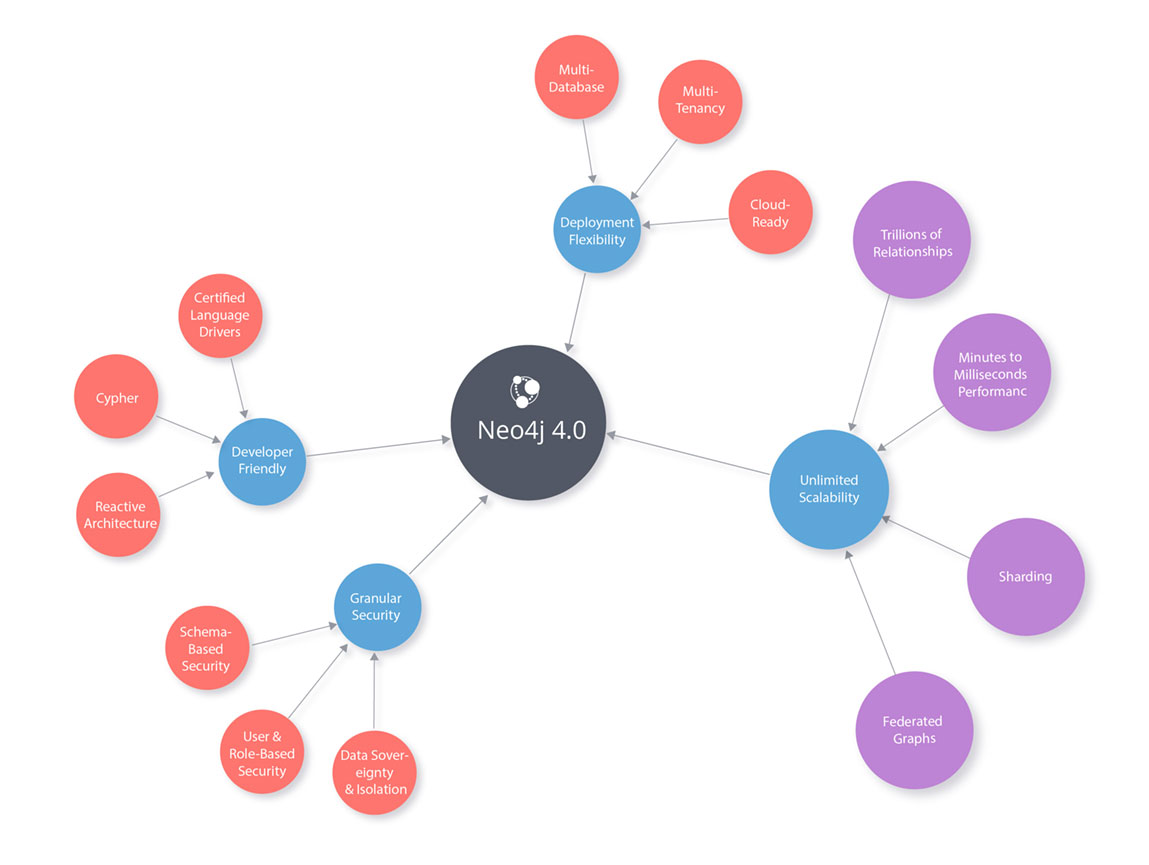 Multi-
Database
Multi-
Tenancy
Cloud-
Ready
Deployment
Flexibility
Trillions of
Relationships
Certified
Language
Drivers
Minutes to
Milliseconds
Performanc
Cypher
Neo4j 4.0
Developer
Friendly
Unlimited
Scalability
Reactive
Architecture
Sharding
Granular
Security
Schema-
Based
Security
User &
Role-Based
Security
Data Sover-
eignty
& Isolation
Federated
Graphs